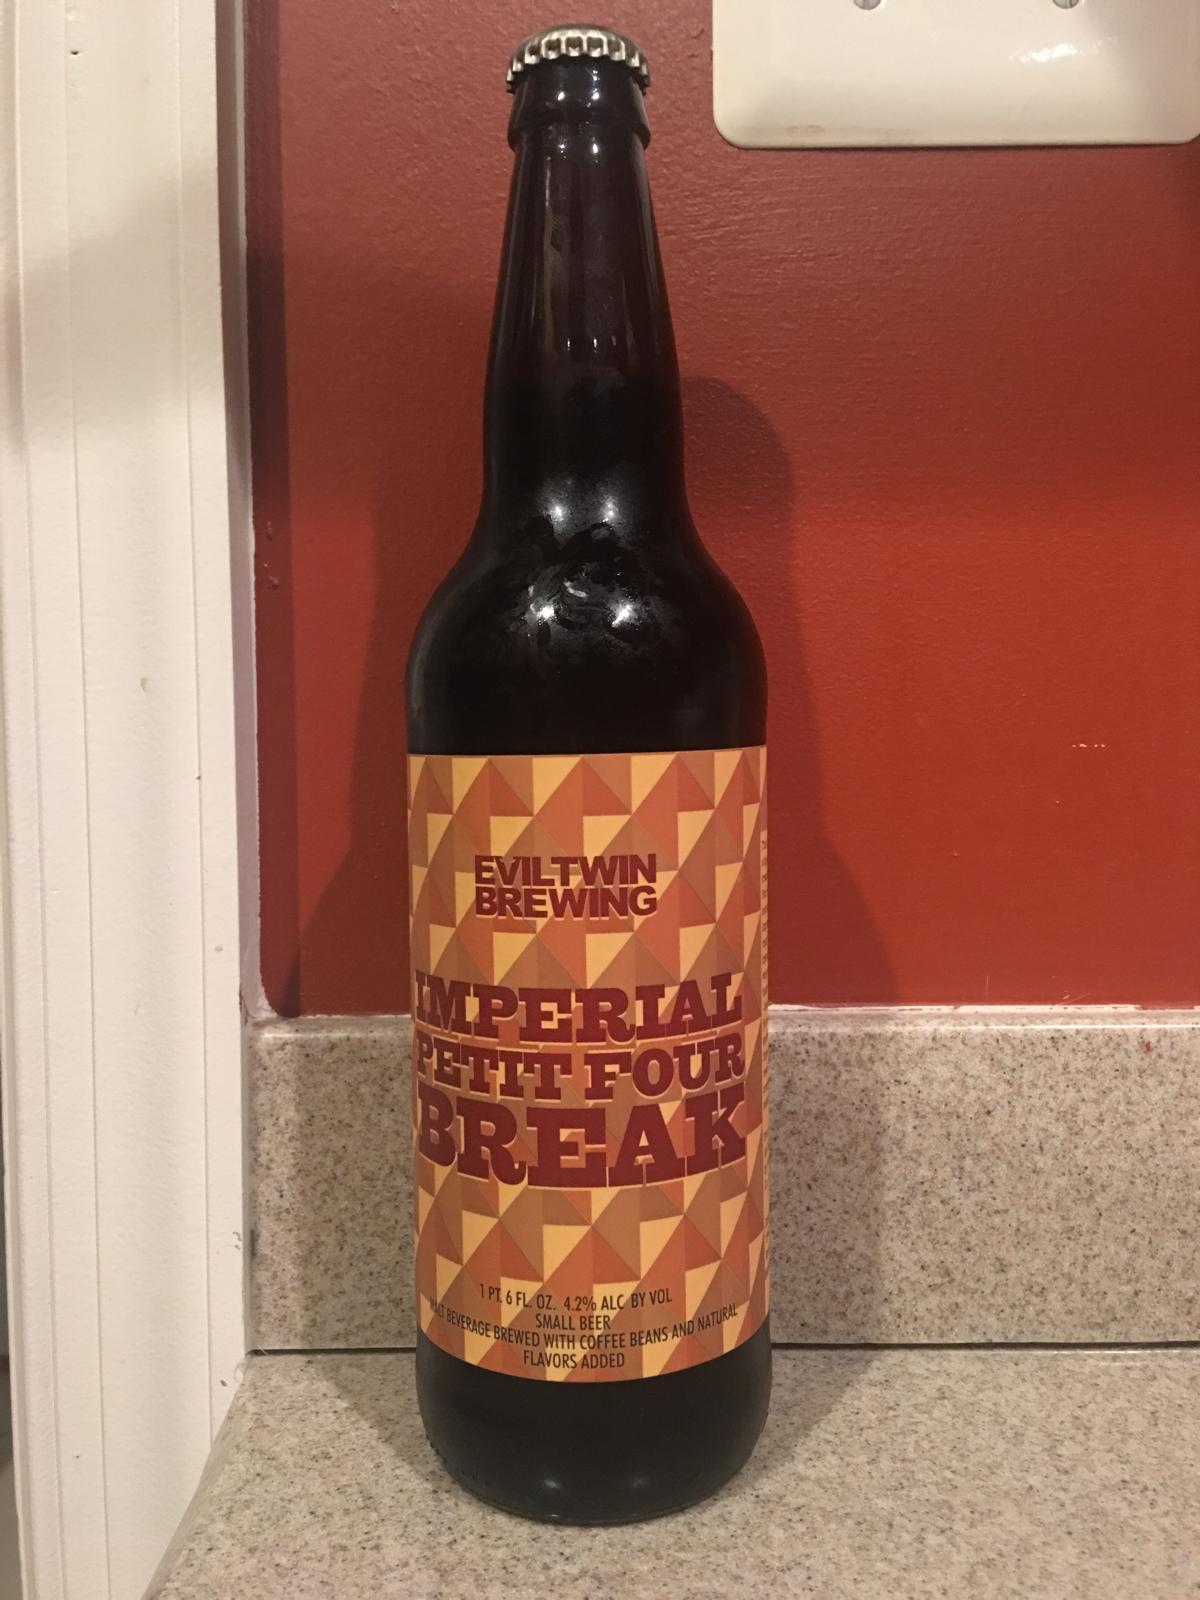 EVILTWIN
BREWING
IMPERIAL
PETIT FOUR
BREAK
1 PT. 6 FL. OZ. 4.2% ALC BY VOL
SMALL BEER
BEVERAGE BREWED WITH COFFEE BEANS AND NATURAL
FLAVORS ADDED